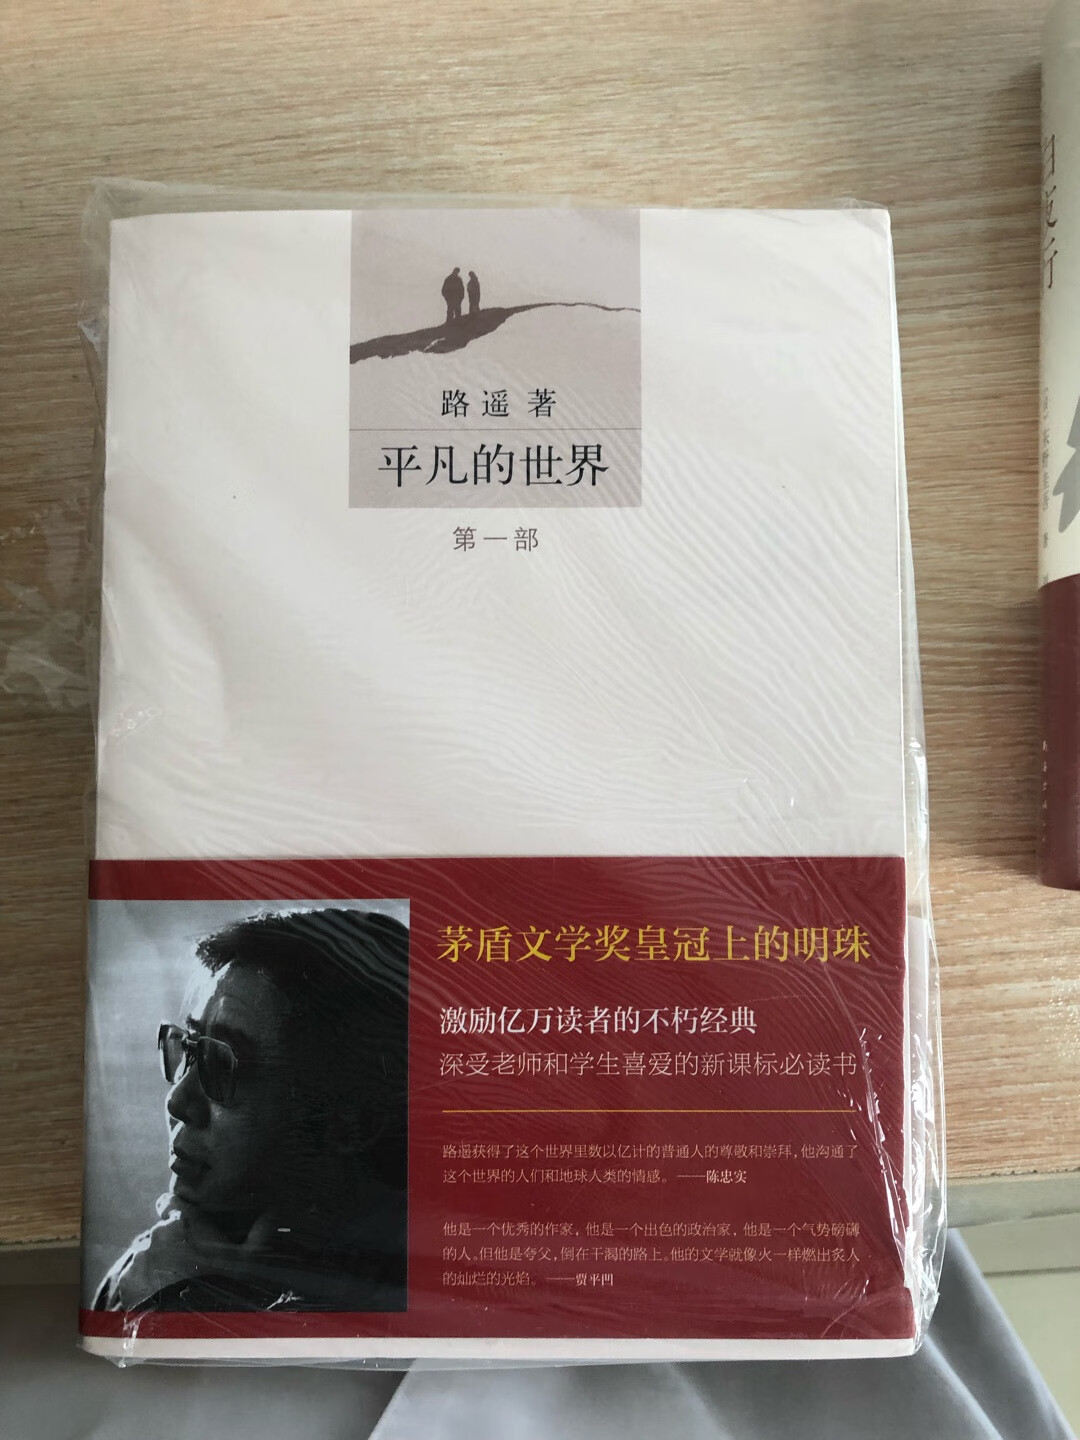 路遥 著
平凡的世界
第一部
茅盾文学奖皇冠上的明珠
激励亿万读者的不朽经典
深受老师和学生喜爱的新课标必读书
路遥获得了这个世界里数以亿计的普通人的尊敬和崇拜,他沟通了
这个世界的人们和地球人类的情感。——陈忠实
他是一个优秀的作家,他是一个出色的政治家,他是一个气势磅礴
的人。但他是夸父,倒在干渴的路上。他的文学就像火一样燃出炙人
的灿烂的光焰。——贾平凹
白夜行